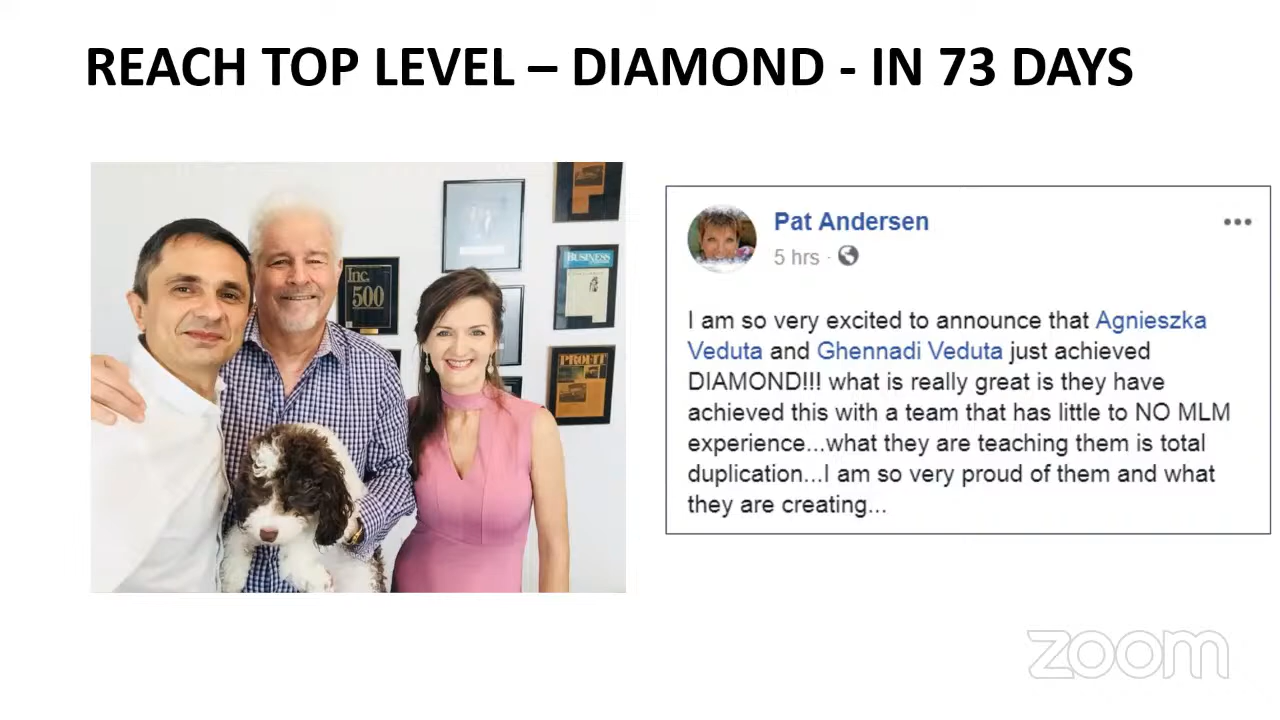 REACH TOP LEVEL – DIAMOND - IN 73 DAYS
Inc.
500
BUSINESS
PROFIT
Pat Andersen
5 hrs ·
I am so very excited to announce that Agnieszka
Veduta and Ghennadi Veduta just achieved
DIAMOND!!! what is really great is they have
achieved this with a team that has little to NO MLM
experience...what they are teaching them is total
duplication...I am so very proud of them and what
they are creating...
zoom